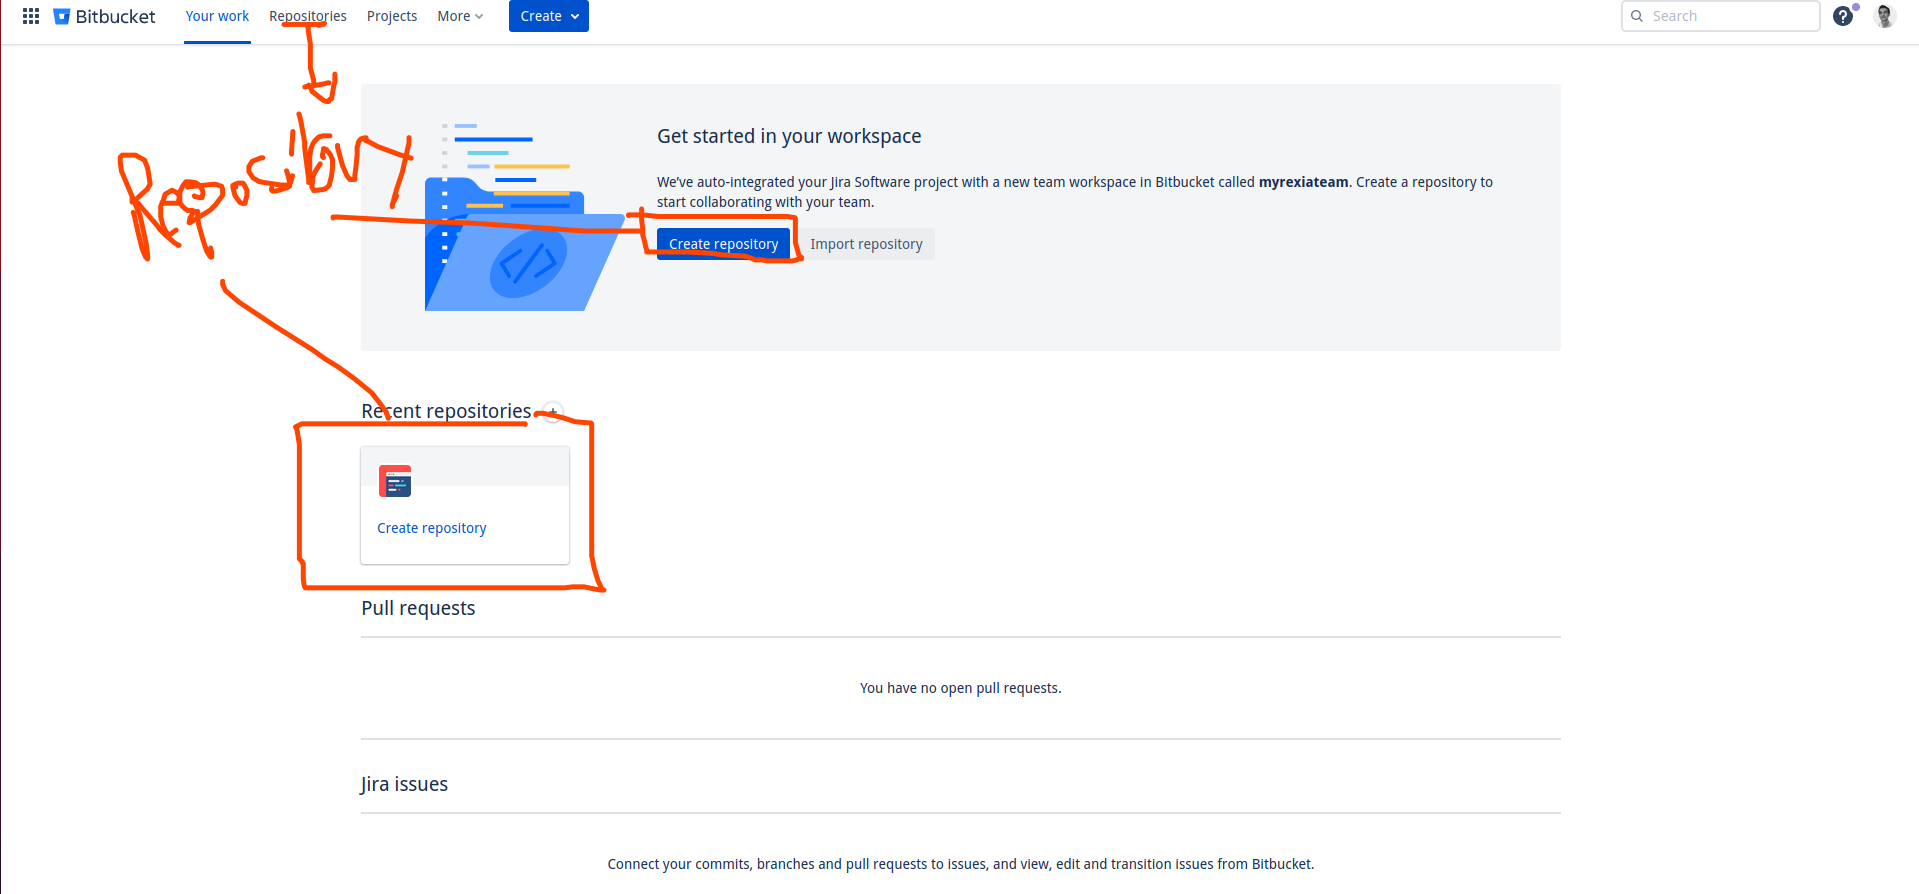 Bitbucket Your work Repositories Projects More Create Search ?
Repository
Get started in your workspace
We've auto-integrated your Jira Software project with a new team workspace in Bitbucket called myrexiateam. Create a repository to
start collaborating with your team.
Create repository Import repository
Recent repositories +
Create repository
Pull requests
You have no open pull requests.
Jira issues
Connect your commits, branches and pull requests to issues, and view, edit and transition issues from Bitbucket.